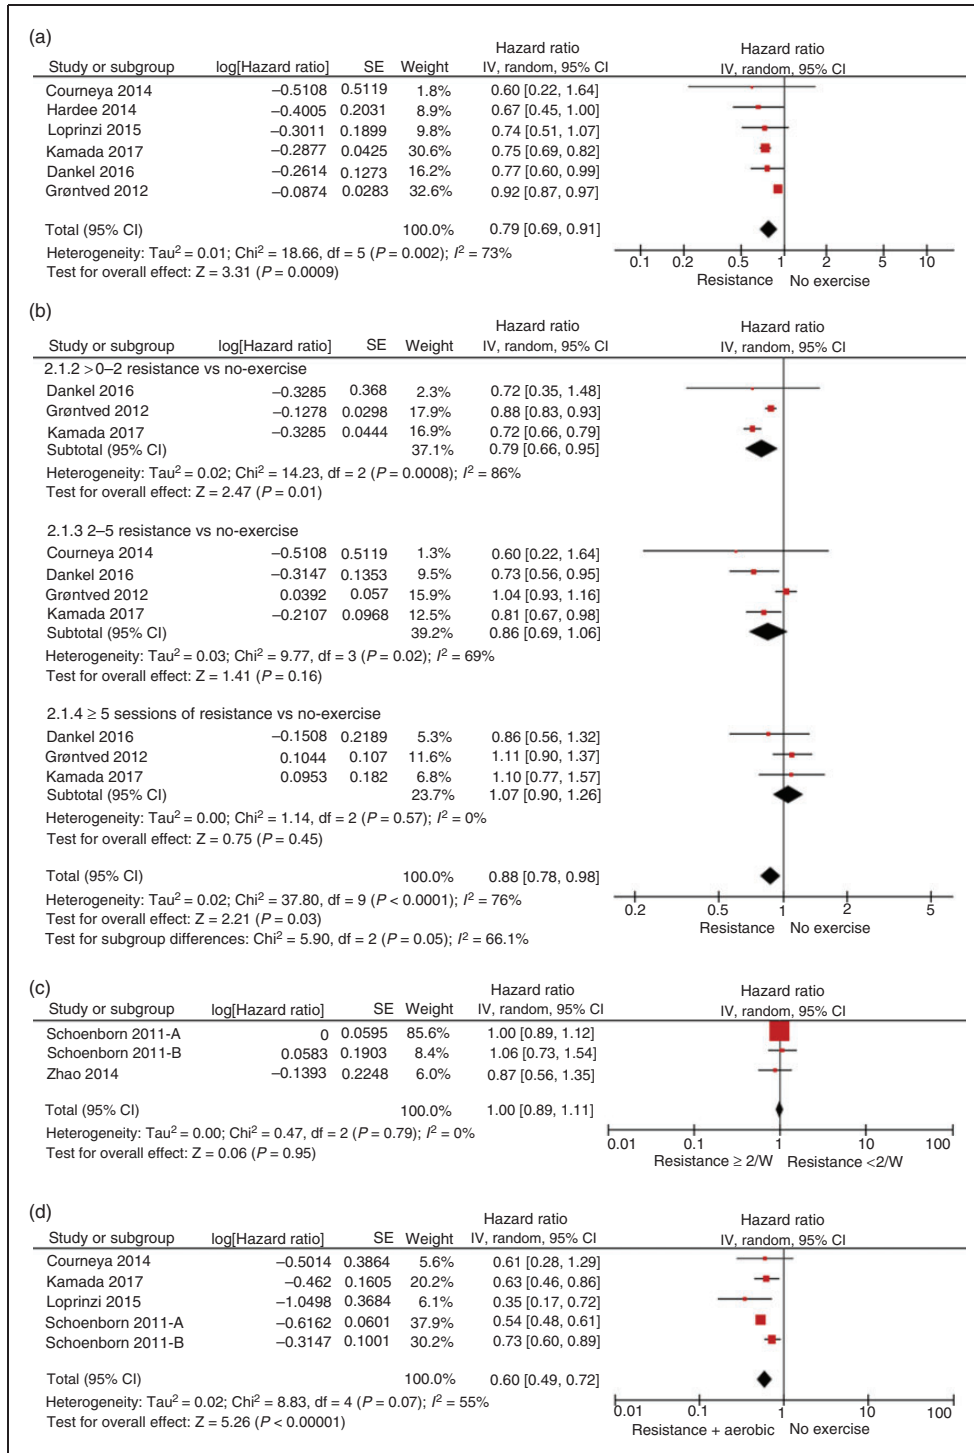 (a)
Hazard ratio Hazard ratio
Study or subgroup log[Hazard ratio] SE Weight IV, random, 95% CI IV, random, 95% CI
Courneya 2014 −0.5108 0.5119 1.8% 0.60 [0.22, 1.64]
Hardee 2014 −0.4005 0.2031 8.9% 0.67 [0.45, 1.00]
Loprinzi 2015 −0.3011 0.1899 9.8% 0.74 [0.51, 1.07]
Kamada 2017 −0.2877 0.0425 30.6% 0.75 [0.69, 0.82]
Dankel 2016 −0.2614 0.1273 16.2% 0.77 [0.60, 0.99]
Grøntved 2012 −0.0874 0.0283 32.6% 0.92 [0.87, 0.97]
Total (95% CI) 100.0% 0.79 [0.69, 0.91]
Heterogeneity: Tau² = 0.01; Chi² = 18.66, df = 5 (P = 0.002); I² = 73%
Test for overall effect: Z = 3.31 (P = 0.0009)
0.1 0.2 0.5 1 2 5 10
Resistance No exercise
(b)
Hazard ratio Hazard ratio
Study or subgroup log[Hazard ratio] SE Weight IV, random, 95% CI IV, random, 95% CI
2.1.2 >0–2 resistance vs no-exercise
Dankel 2016 −0.3285 0.368 2.3% 0.72 [0.35, 1.48]
Grøntved 2012 −0.1278 0.0298 17.9% 0.88 [0.83, 0.93]
Kamada 2017 −0.3285 0.0444 16.9% 0.72 [0.66, 0.79]
Subtotal (95% CI) 37.1% 0.79 [0.66, 0.95]
Heterogeneity: Tau² = 0.02; Chi² = 14.23, df = 2 (P = 0.0008); I² = 86%
Test for overall effect: Z = 2.47 (P = 0.01)
2.1.3 2–5 resistance vs no-exercise
Courneya 2014 −0.5108 0.5119 1.3% 0.60 [0.22, 1.64]
Dankel 2016 −0.3147 0.1353 9.5% 0.73 [0.56, 0.95]
Grøntved 2012 0.0392 0.057 15.9% 1.04 [0.93, 1.16]
Kamada 2017 −0.2107 0.0968 12.5% 0.81 [0.67, 0.98]
Subtotal (95% CI) 39.2% 0.86 [0.69, 1.06]
Heterogeneity: Tau² = 0.03; Chi² = 9.77, df = 3 (P = 0.02); I² = 69%
Test for overall effect: Z = 1.41 (P = 0.16)
2.1.4 ≥ 5 sessions of resistance vs no-exercise
Dankel 2016 −0.1508 0.2189 5.3% 0.86 [0.56, 1.32]
Grøntved 2012 0.1044 0.107 11.6% 1.11 [0.90, 1.37]
Kamada 2017 0.0953 0.182 6.8% 1.10 [0.77, 1.57]
Subtotal (95% CI) 23.7% 1.07 [0.90, 1.26]
Heterogeneity: Tau² = 0.00; Chi² = 1.14, df = 2 (P = 0.57); I² = 0%
Test for overall effect: Z = 0.75 (P = 0.45)
Total (95% CI) 100.0% 0.88 [0.78, 0.98]
Heterogeneity: Tau² = 0.02; Chi² = 37.80, df = 9 (P < 0.0001); I² = 76%
Test for overall effect: Z = 2.21 (P = 0.03)
Test for subgroup differences: Chi² = 5.90, df = 2 (P = 0.05); I² = 66.1%
0.2 0.5 1 2 5
Resistance No exercise
(c)
Hazard ratio Hazard ratio
Study or subgroup log[Hazard ratio] SE Weight IV, random, 95% CI IV, random, 95% CI
Schoenborn 2011-A 0 0.0595 85.6% 1.00 [0.89, 1.12]
Schoenborn 2011-B 0.0583 0.1903 8.4% 1.06 [0.73, 1.54]
Zhao 2014 −0.1393 0.2248 6.0% 0.87 [0.56, 1.35]
Total (95% CI) 100.0% 1.00 [0.89, 1.11]
Heterogeneity: Tau² = 0.00; Chi² = 0.47, df = 2 (P = 0.79); I² = 0%
Test for overall effect: Z = 0.06 (P = 0.95)
0.01 0.1 1 10 100
Resistance ≥ 2/W Resistance <2/W
(d)
Hazard ratio Hazard ratio
Study or subgroup log[Hazard ratio] SE Weight IV, random, 95% CI IV, random, 95% CI
Courneya 2014 −0.5014 0.3864 5.6% 0.61 [0.28, 1.29]
Kamada 2017 −0.462 0.1605 20.2% 0.63 [0.46, 0.86]
Loprinzi 2015 −1.0498 0.3684 6.1% 0.35 [0.17, 0.72]
Schoenborn 2011-A −0.6162 0.0601 37.9% 0.54 [0.48, 0.61]
Schoenborn 2011-B −0.3147 0.1001 30.2% 0.73 [0.60, 0.89]
Total (95% CI) 100.0% 0.60 [0.49, 0.72]
Heterogeneity: Tau² = 0.02; Chi² = 8.83, df = 4 (P = 0.07); I² = 55%
Test for overall effect: Z = 5.26 (P < 0.00001)
0.01 0.1 1 10 100
Resistance + aerobic No exercise